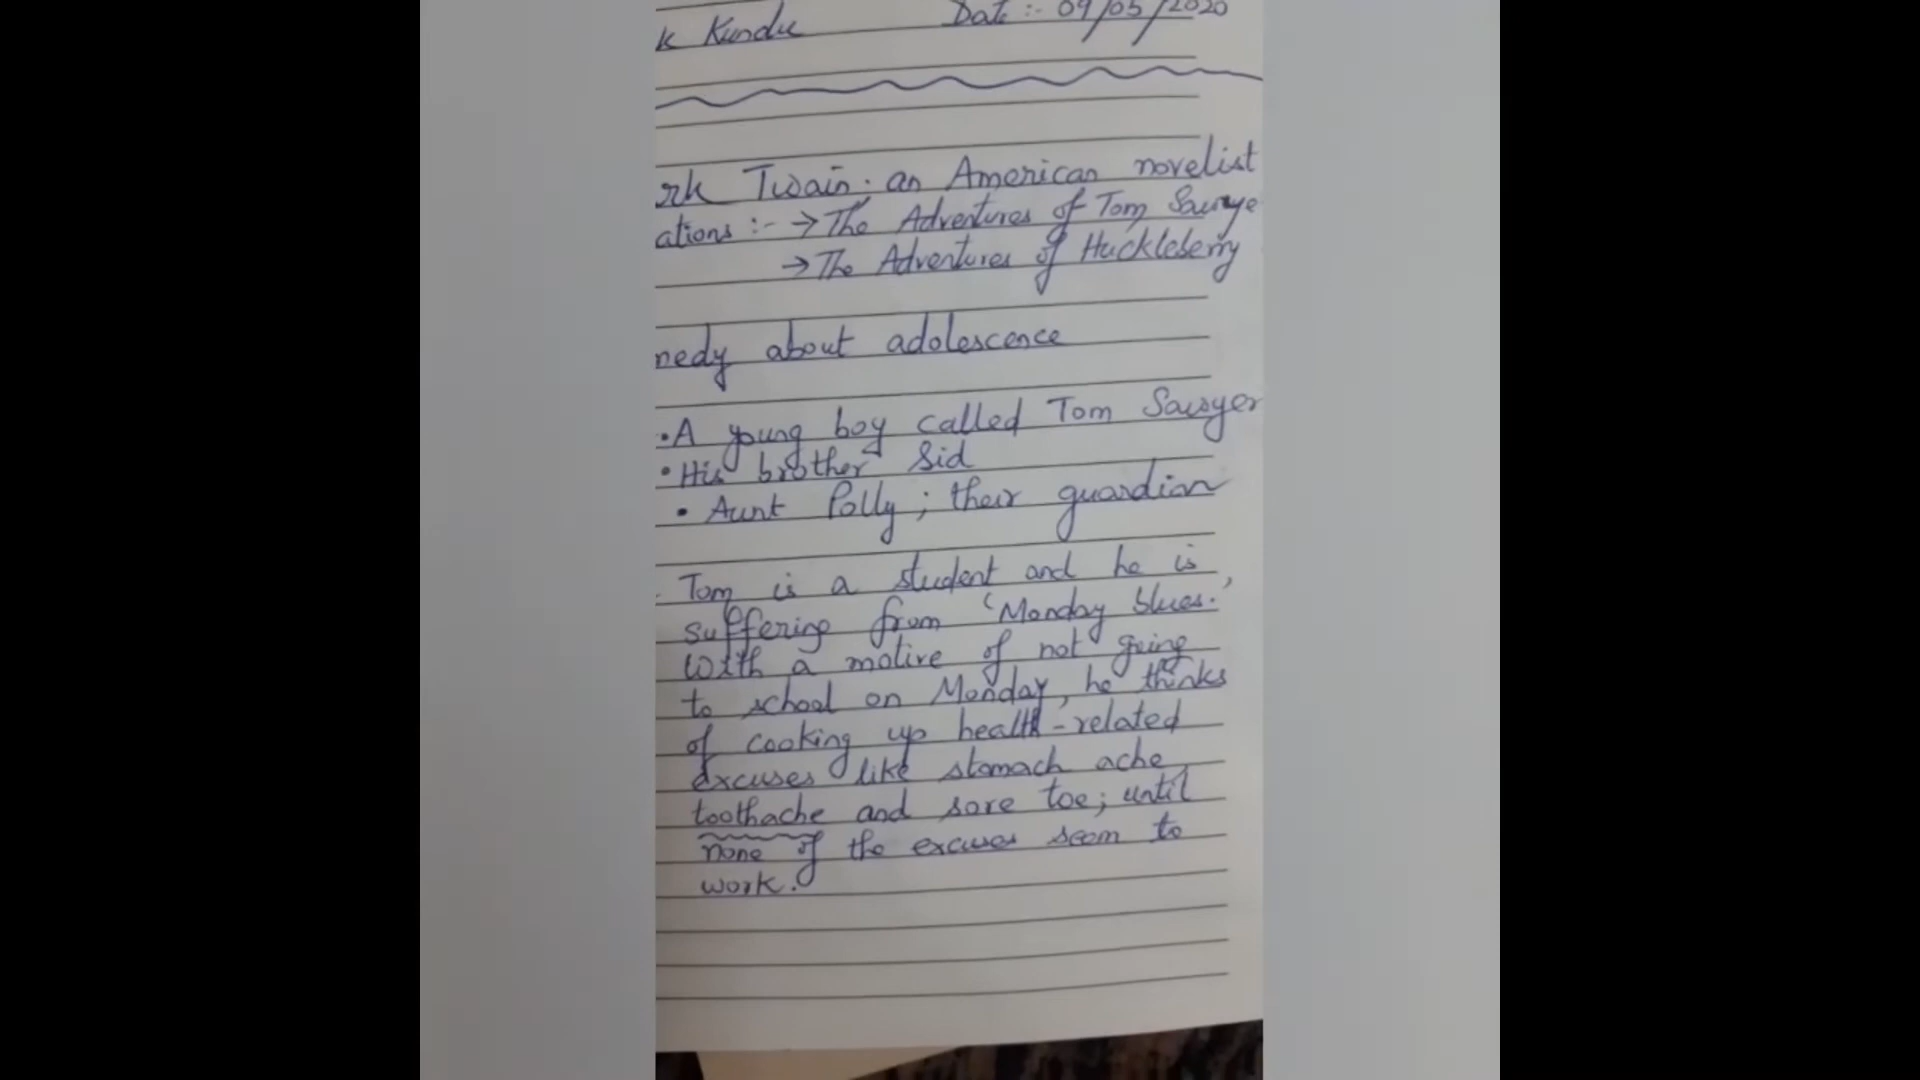 k Kundu Date :- 09/05/2020
rk Twain. an American novelist
ations :- → The Adventures of Tom Sawye
→ The Adventures of Huckleberry
nedy about adolescence
• A young boy called Tom Sawyer
• His brother Sid
• Aunt Polly ; their guardian
Tom is a student and he is
suffering from 'Monday blues.'
With a motive of not going
to school on Monday, he thinks
of cooking up health-related
excuses like stomach ache,
toothache and sore toe; until
none of the excuses seem to
work.